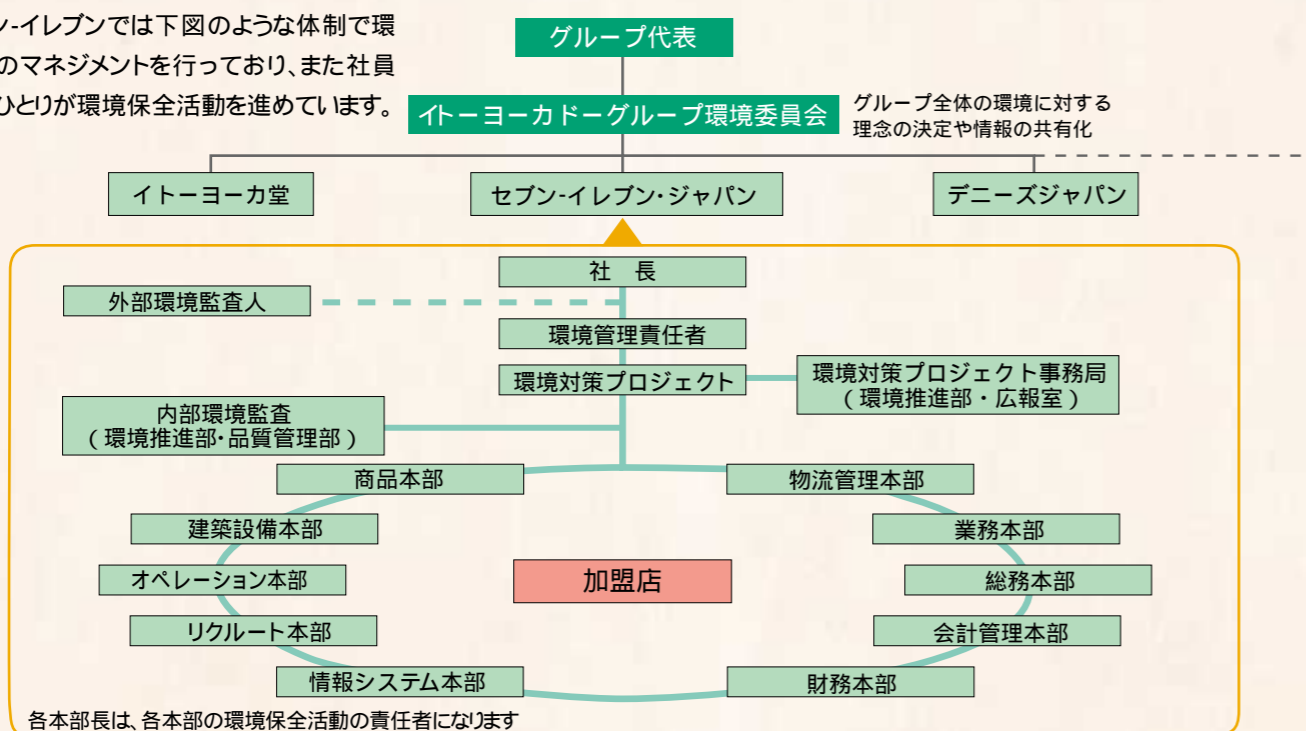 ン-イレブンでは下図のような体制で環
のマネジメントを行っており、また社員
ひとりが環境保全活動を進めています。
グループ代表
イトーヨーカドーグループ環境委員会
グループ全体の環境に対する
理念の決定や情報の共有化
イトーヨーカ堂
セブン-イレブン・ジャパン
デニーズジャパン
社 長
外部環境監査人
環境管理責任者
環境対策プロジェクト
環境対策プロジェクト事務局
(環境推進部・広報室)
内部環境監査
(環境推進部・品質管理部)
商品本部
物流管理本部
建築設備本部
業務本部
オペレーション本部
加盟店
総務本部
リクルート本部
会計管理本部
情報システム本部
財務本部
各本部長は、各本部の環境保全活動の責任者になります